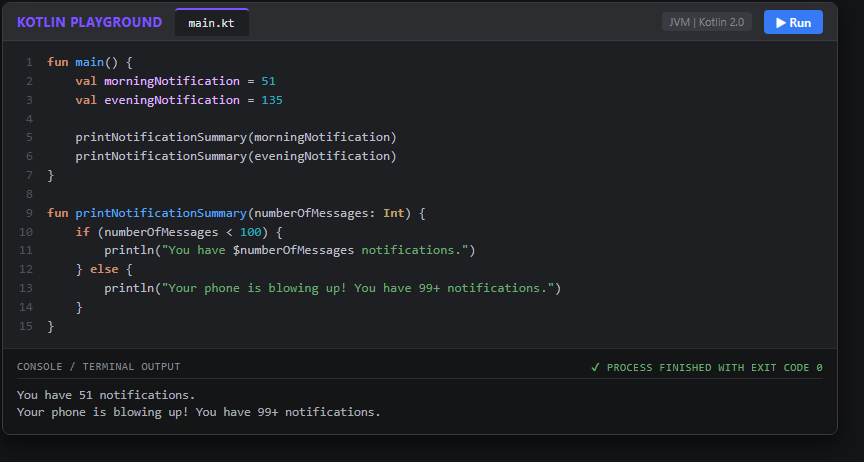 KOTLIN PLAYGROUND main.kt JVM | Kotlin 2.0 ▶ Run
1 fun main() {
2     val morningNotification = 51
3     val eveningNotification = 135
4
5     printNotificationSummary(morningNotification)
6     printNotificationSummary(eveningNotification)
7 }
8
9 fun printNotificationSummary(numberOfMessages: Int) {
10     if (numberOfMessages < 100) {
11         println("You have $numberOfMessages notifications.")
12     } else {
13         println("Your phone is blowing up! You have 99+ notifications.")
14     }
15 }
CONSOLE / TERMINAL OUTPUT ✓ PROCESS FINISHED WITH EXIT CODE 0
You have 51 notifications.
Your phone is blowing up! You have 99+ notifications.